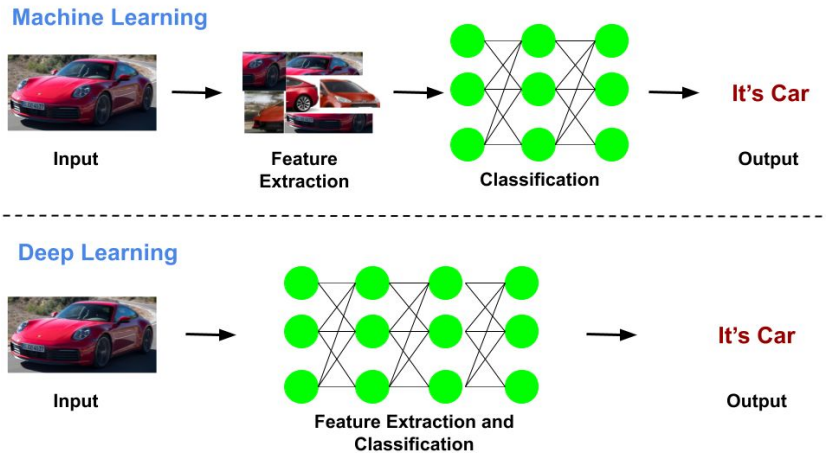 Machine Learning
It's Car
Input
Feature
Extraction
Classification
Output
Deep Learning
It's Car
Input
Feature Extraction and
Classification
Output